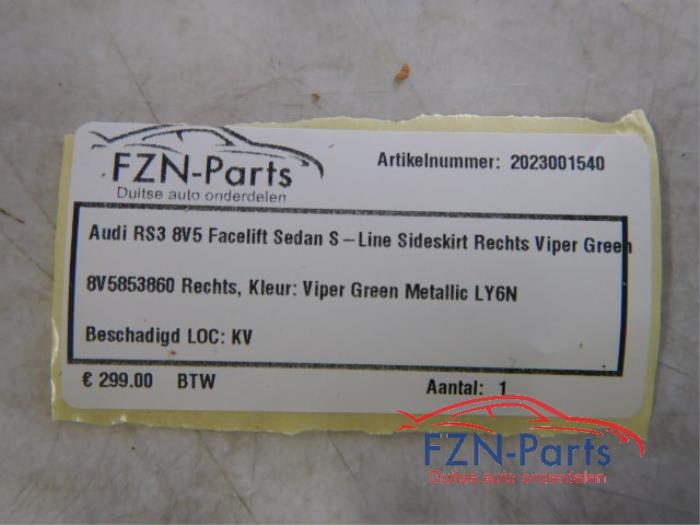 FZN-Parts
Duitse auto onderdelen
Artikelnummer: 2023001540
Audi RS3 8V5 Facelift Sedan S-Line Sideskirt Rechts Viper Green
8V5853860 Rechts, Kleur: Viper Green Metallic LY6N
Beschadigd LOC: KV
€ 299.00 BTW
Aantal: 1
FZN-Parts
Duitse auto onderdelen